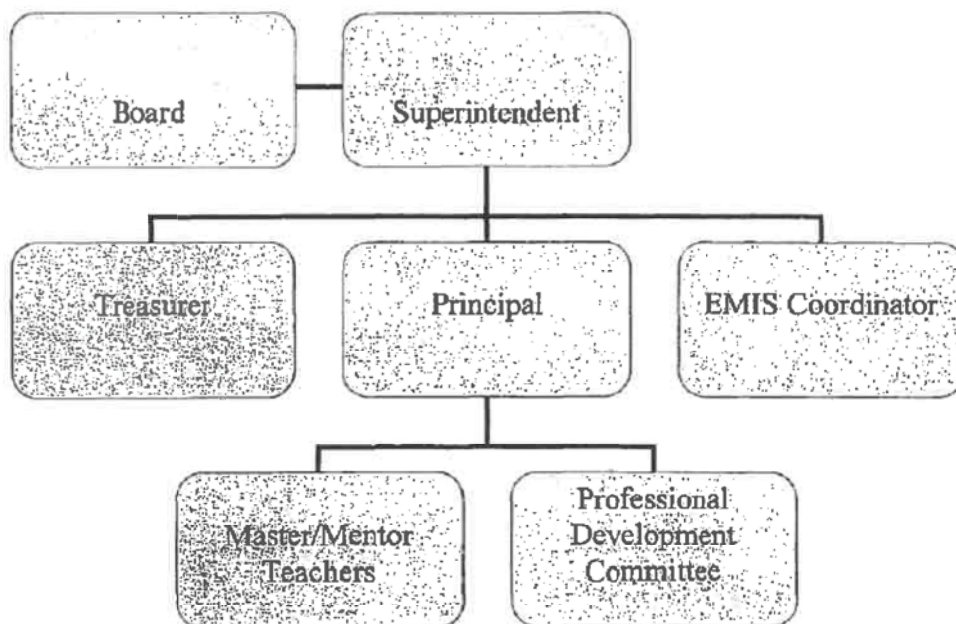 Board
Superintendent
Treasurer
Principal
EMIS Coordinator
Master/Mentor
Teachers
Professional
Development
Committee